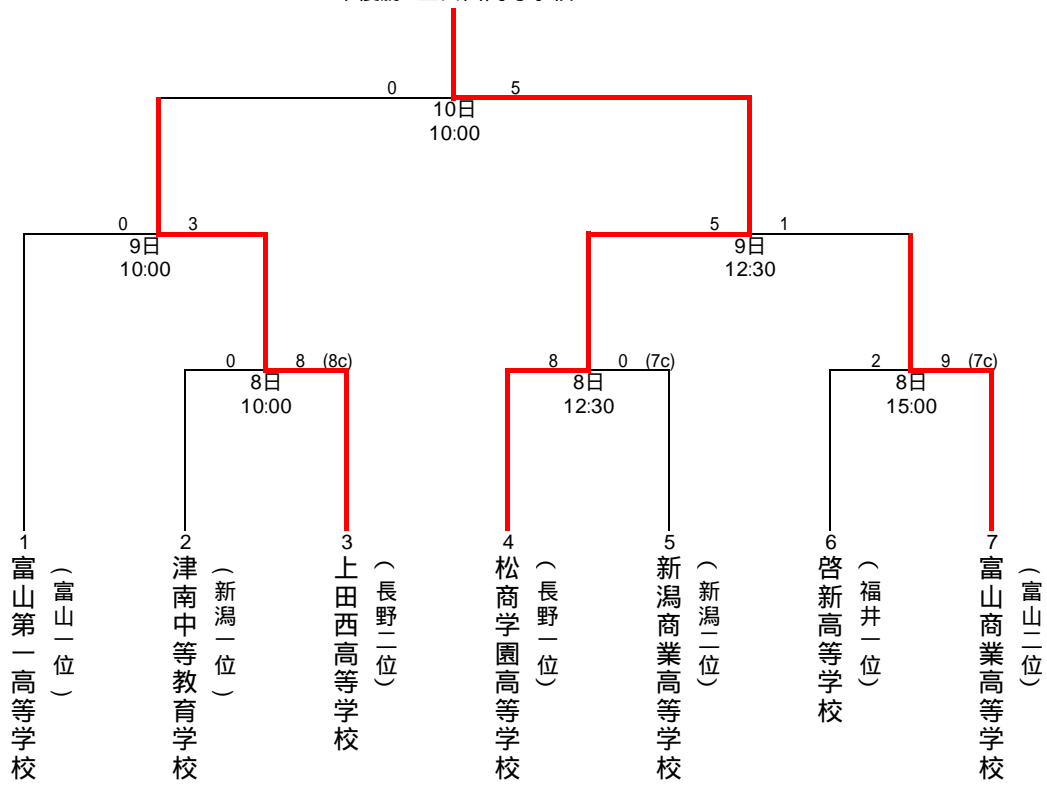 0 5
10日
10:00
0 3
9日
10:00
5 1
9日
12:30
0 8 (8c)
8日
10:00
8 0 (7c)
8日
12:30
2 9 (7c)
8日
15:00
1
富山第一高等学校
(富山一位)
2
津南中等教育学校
(新潟一位)
3
上田西高等学校
(長野二位)
4
松商学園高等学校
(長野一位)
5
新潟商業高等学校
(新潟二位)
6
啓新高等学校
(福井一位)
7
富山商業高等学校
(富山二位)